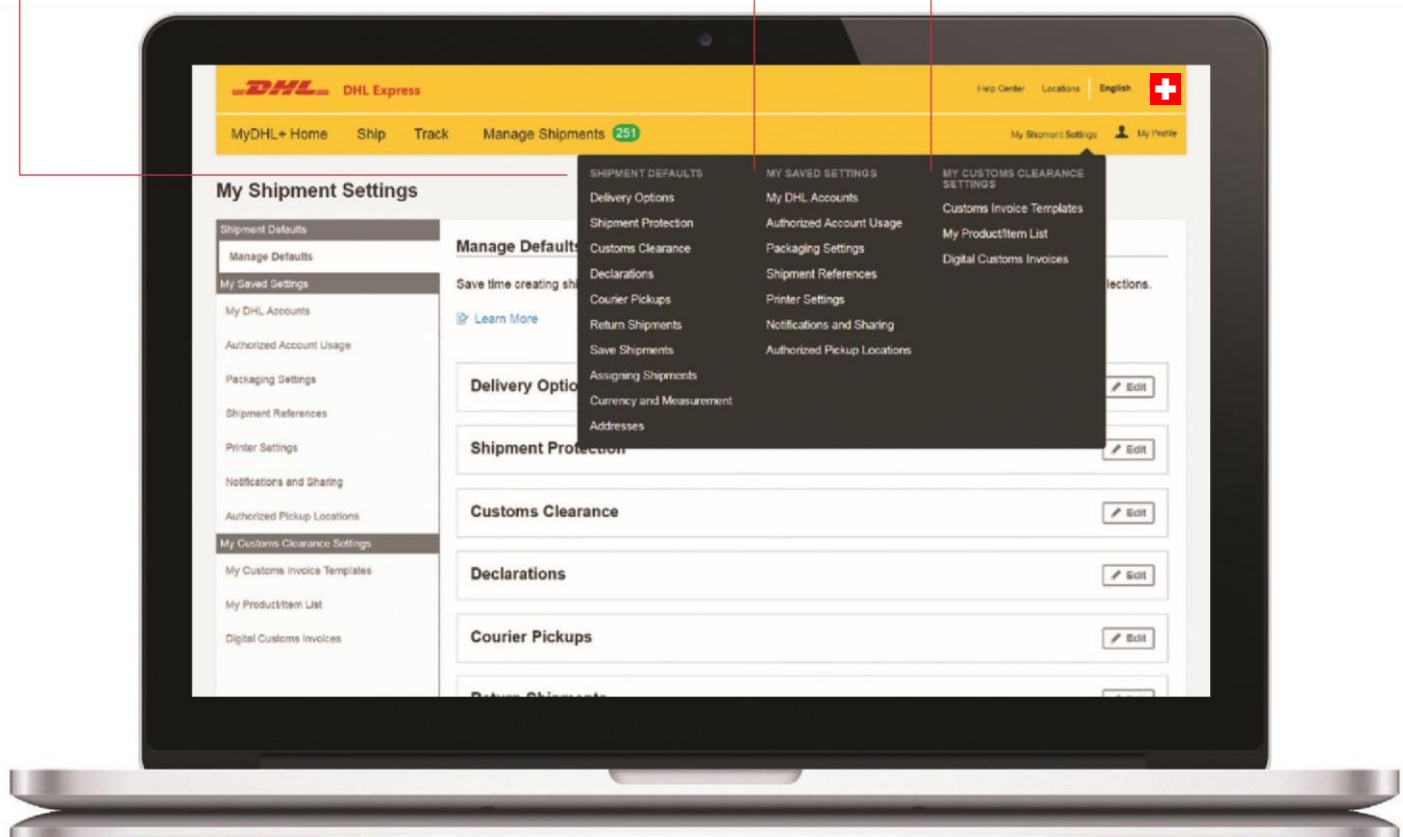 DHL DHL Express
Help Center Locations English
MyDHL+ Home Ship Track Manage Shipments 251
My Shipment Settings My Profile
SHIPMENT DEFAULTS
Delivery Options
Shipment Protection
Customs Clearance
Declarations
Courier Pickups
Return Shipments
Save Shipments
Assigning Shipments
Currency and Measurement
Addresses
MY SAVED SETTINGS
My DHL Accounts
Authorized Account Usage
Packaging Settings
Shipment References
Printer Settings
Notifications and Sharing
Authorized Pickup Locations
MY CUSTOMS CLEARANCE
SETTINGS
Customs Invoice Templates
My Product/Item List
Digital Customs Invoices
My Shipment Settings
Shipment Defaults
Manage Defaults
My Saved Settings
My DHL Accounts
Authorized Account Usage
Packaging Settings
Shipment References
Printer Settings
Notifications and Sharing
Authorized Pickup Locations
My Customs Clearance Settings
My Customs Invoice Templates
My Product/Item List
Digital Customs Invoices
Manage Defaults
Save time creating
Learn More
Edit
Shipment Protection Edit
Customs Clearance Edit
Declarations Edit
Courier Pickups Edit